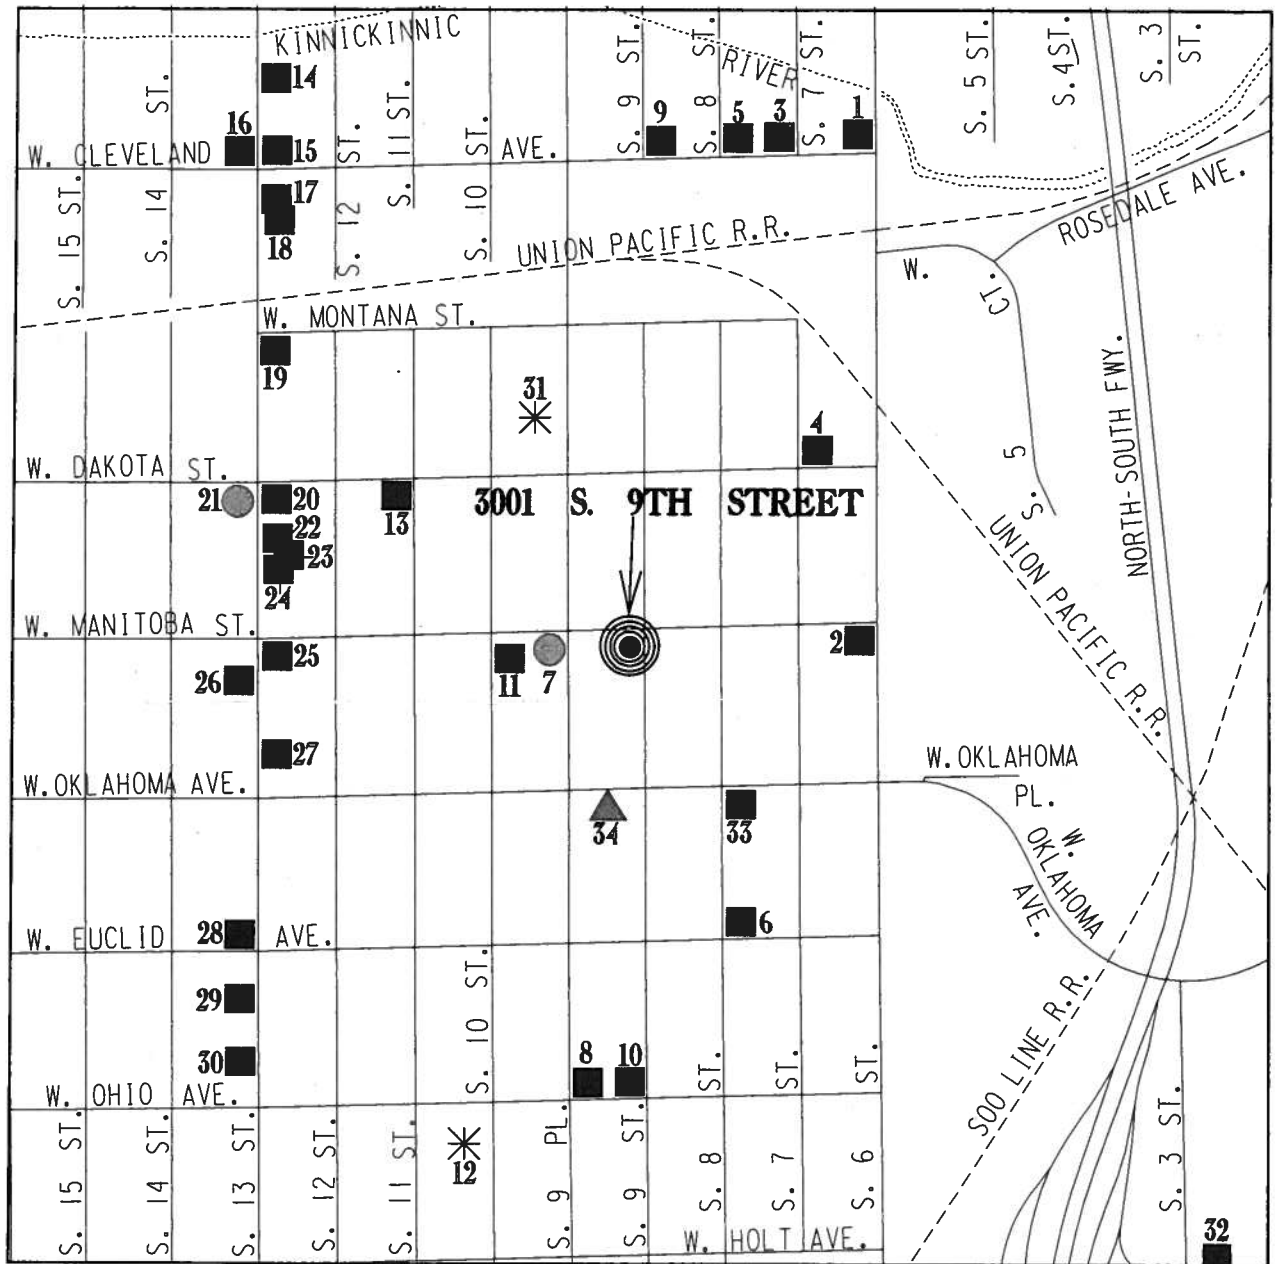 KINNICKINNIC
RIVER
S. 9 ST.
S. 8 ST.
S. 7 ST.
S. 5 ST.
S. 4 ST.
S. 3 ST.
14
16
15
9
5
3
1
W. CLEVELAND AVE.
S. 15 ST.
S. 14 ST.
S. 12 ST.
S. 11 ST.
S. 10 ST.
17
18
UNION PACIFIC R.R.
W. ROSEDALE AVE.
CT.
S. 5
W. MONTANA ST.
NORTH-SOUTH FWY.
19
31
4
W. DAKOTA ST.
21
20
13
3001 S. 9TH STREET
22
23
24
UNION PACIFIC R.R.
W. MANITOBA ST.
25
26
11
7
2
27
W. OKLAHOMA AVE.
W. OKLAHOMA PL.
W. OKLAHOMA AVE.
34
33
28
6
W. EUCLID AVE.
29
S. 10 ST.
30
8
10
SOO LINE R.R.
W. OHIO AVE.
12
S. 15 ST.
S. 14 ST.
S. 13 ST.
S. 12 ST.
S. 11 ST.
S. 9 PL.
S. 9 ST.
S. 8 ST.
S. 7 ST.
S. 6 ST.
S. 3 ST.
W. HOLT AVE.
32